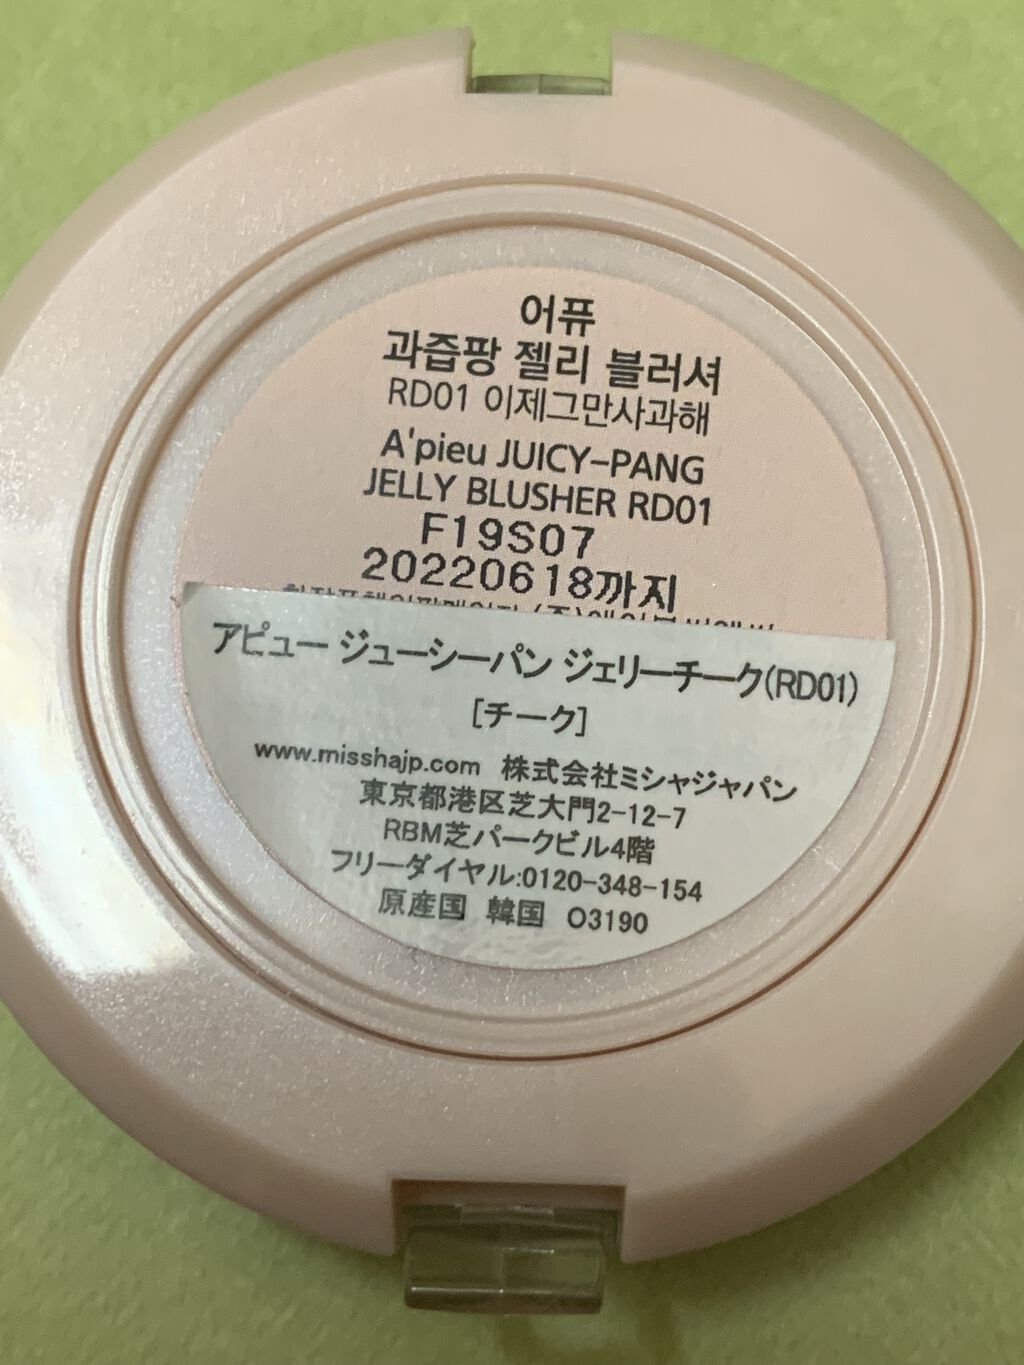 어퓨
과즙팡 젤리 블러셔
RD01 이제그만사과해
A'pieu JUICY-PANG
JELLY BLUSHER RD01
F19S07
20220618까지
アピュー ジューシーパン ジェリーチーク(RD01)
[チーク]
www.misshajp.com 株式会社ミシャジャパン
東京都港区芝大門2-12-7
RBM芝パークビル4階
フリーダイヤル:0120-348-154
原産国 韓国 O3190